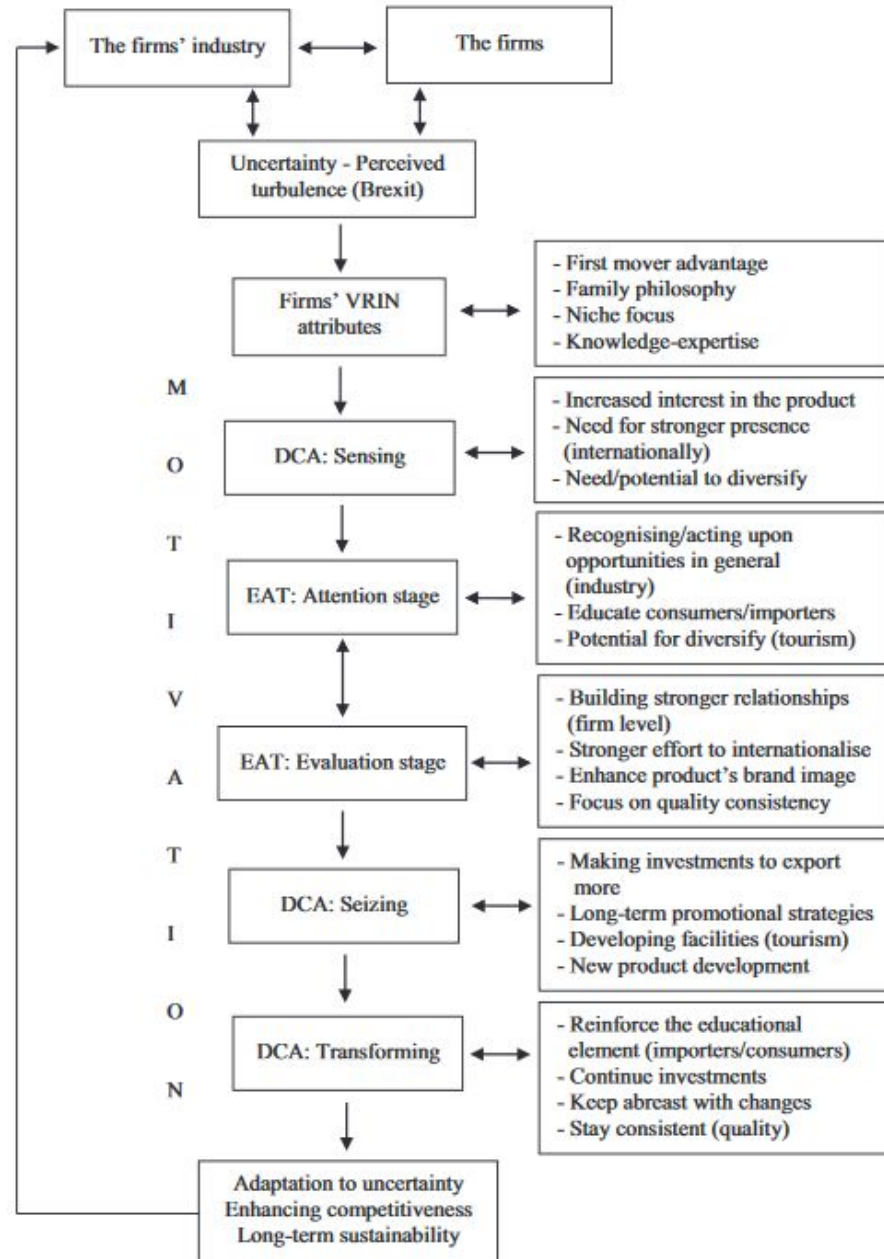 The firms’ industry
The firms
Uncertainty - Perceived
turbulence (Brexit)
Firms’ VRIN
attributes
- First mover advantage
- Family philosophy
- Niche focus
- Knowledge-expertise
M
O
T
I
V
A
T
I
O
N
DCA: Sensing
- Increased interest in the product
- Need for stronger presence
(internationally)
- Need/potential to diversify
EAT: Attention stage
- Recognising/acting upon
opportunities in general
(industry)
- Educate consumers/importers
- Potential for diversify (tourism)
EAT: Evaluation stage
- Building stronger relationships
(firm level)
- Stronger effort to internationalise
- Enhance product’s brand image
- Focus on quality consistency
DCA: Seizing
- Making investments to export
more
- Long-term promotional strategies
- Developing facilities (tourism)
- New product development
DCA: Transforming
- Reinforce the educational
element (importers/consumers)
- Continue investments
- Keep abreast with changes
- Stay consistent (quality)
Adaptation to uncertainty
Enhancing competitiveness
Long-term sustainability